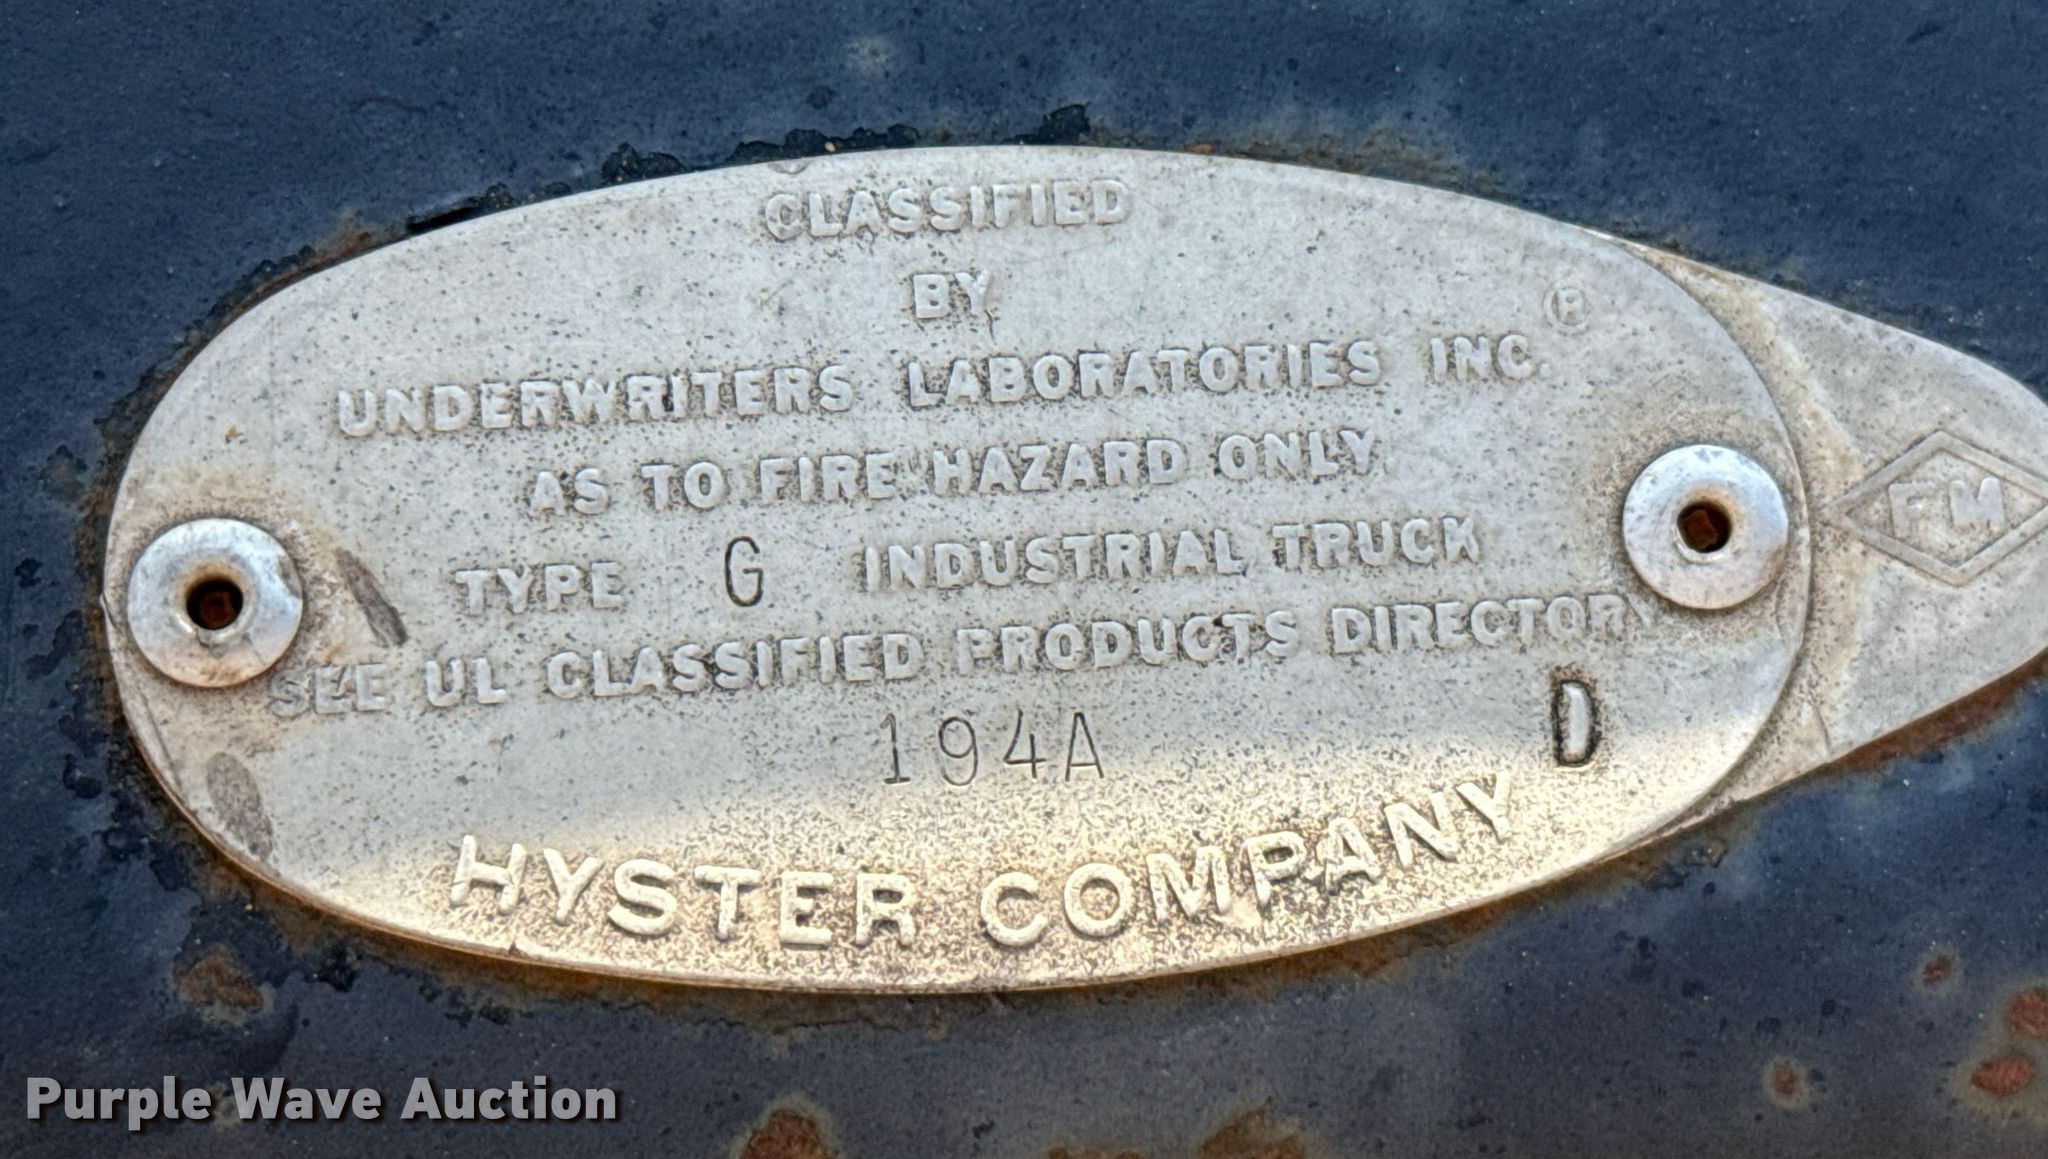 CLASSIFIED
BY
UNDERWRITERS LABORATORIES INC.®
AS TO FIRE HAZARD ONLY.
TYPE G INDUSTRIAL TRUCK
SEE UL CLASSIFIED PRODUCTS DIRECTORY
194A
D
HYSTER COMPANY
FM
Purple Wave Auction